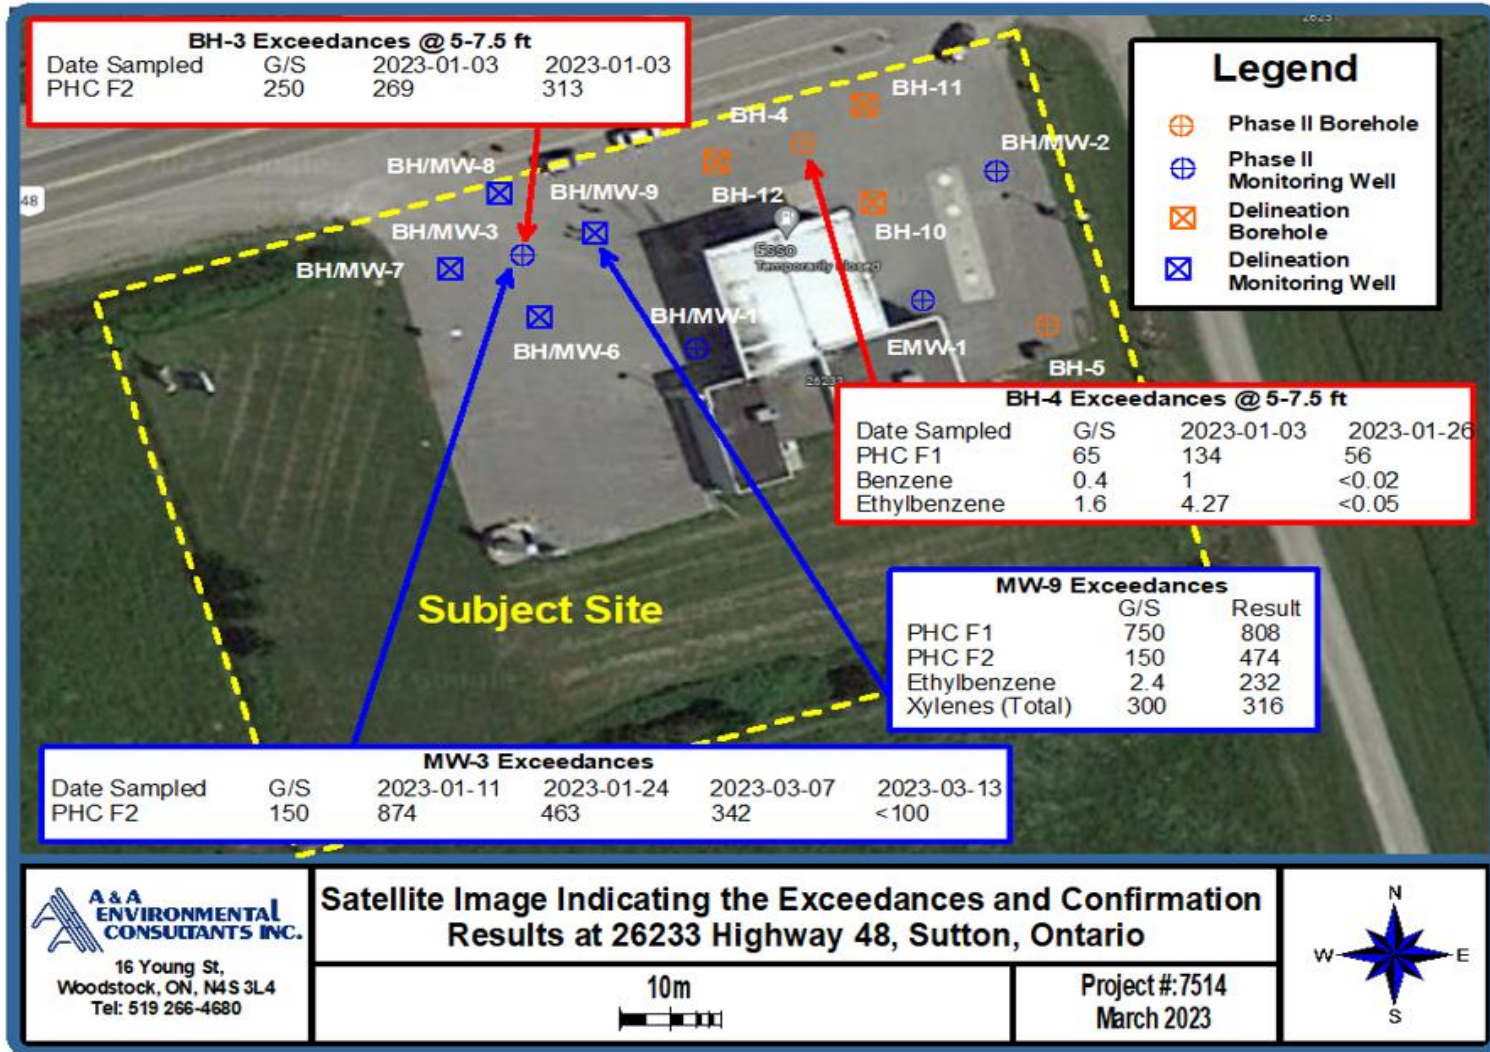 BH-3 Exceedances @ 5-7.5 ft
Date Sampled G/S 2023-01-03 2023-01-03
PHC F2 250 269 313
2623
Legend
Phase II Borehole
Phase II
Monitoring Well
Delineation
Borehole
Delineation
Monitoring Well
BH-11
BH-4
BH/MW-2
BH/MW-8
BH/MW-9
BH-12
48
BH/MW-3
BH-10
BH/MW-7
Esso
Temporarily Closed
BH/MW-1
BH/MW-6
EMW-1
BH-5
26233
BH-4 Exceedances @ 5-7.5 ft
Date Sampled G/S 2023-01-03 2023-01-26
PHC F1 65 134 56
Benzene 0.4 1 <0.02
Ethylbenzene 1.6 4.27 <0.05
Subject Site
MW-9 Exceedances
G/S Result
PHC F1 750 808
PHC F2 150 474
Ethylbenzene 2.4 232
Xylenes (Total) 300 316
MW-3 Exceedances
Date Sampled G/S 2023-01-11 2023-01-24 2023-03-07 2023-03-13
PHC F2 150 874 463 342 <100
A & A
ENVIRONMENTAL
CONSULTANTS INC.
16 Young St,
Woodstock, ON, N4S 3L4
Tel: 519 266-4680
Satellite Image Indicating the Exceedances and Confirmation
Results at 26233 Highway 48, Sutton, Ontario
10m
Project #:7514
March 2023
N
W E
S